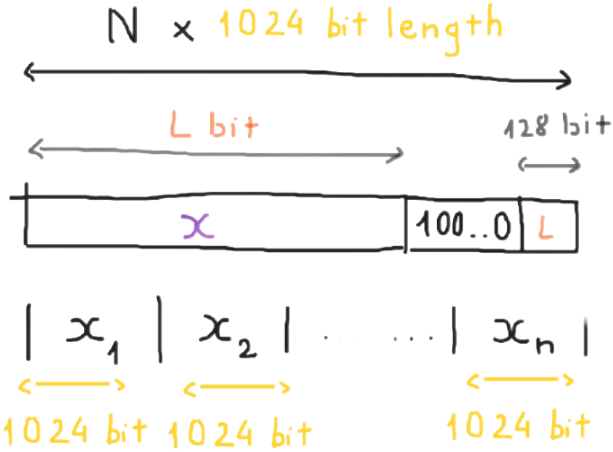 N x 1024 bit length
L bit 128 bit
x 100..0 L
| x₁ | x₂ | . ..... | xₙ |
1024 bit 1024 bit 1024 bit